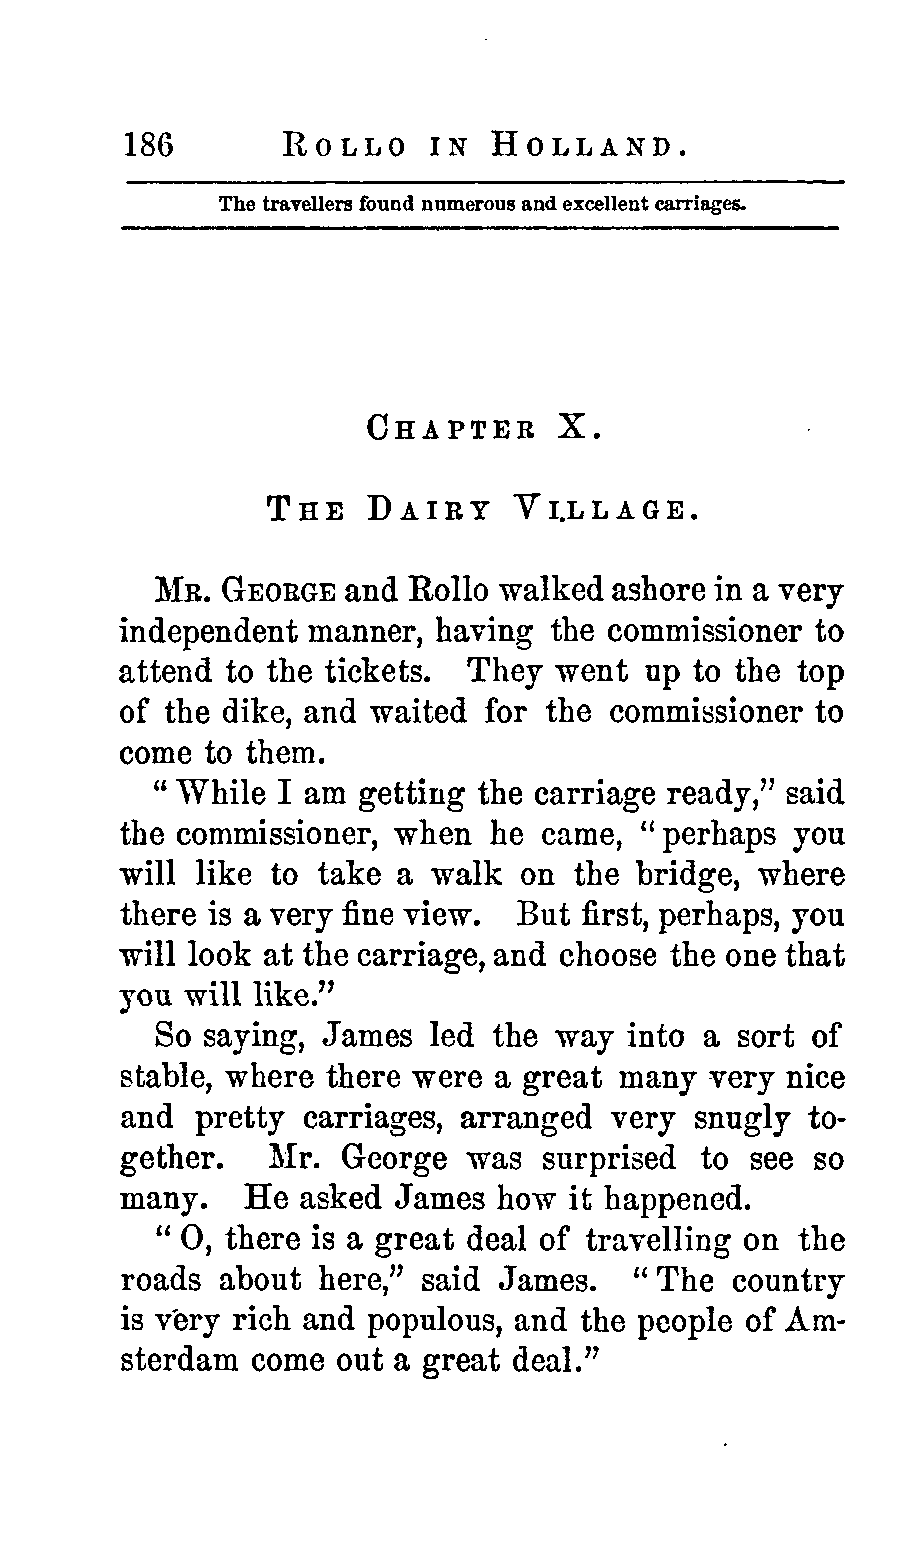 186 ROLLO IN HOLLAND.
The travellers found numerous and excellent carriages.
CHAPTER X.
THE DAIRY VILLAGE.
MR. GEORGE and Rollo walked ashore in a very
independent manner, having the commissioner to
attend to the tickets. They went up to the top
of the dike, and waited for the commissioner to
come to them.
“While I am getting the carriage ready,” said
the commissioner, when he came, “perhaps you
will like to take a walk on the bridge, where
there is a very fine view. But first, perhaps, you
will look at the carriage, and choose the one that
you will like.”
So saying, James led the way into a sort of
stable, where there were a great many very nice
and pretty carriages, arranged very snugly to-
gether. Mr. George was surprised to see so
many. He asked James how it happened.
“O, there is a great deal of travelling on the
roads about here,” said James. “The country
is very rich and populous, and the people of Am-
sterdam come out a great deal.”